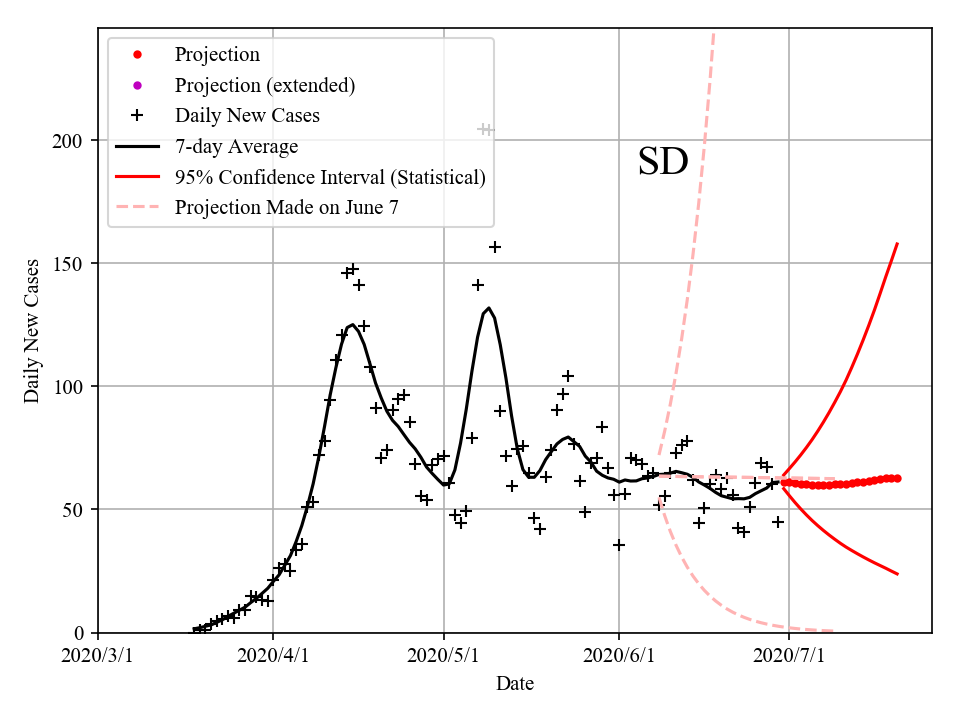 Projection
Projection (extended)
Daily New Cases
7-day Average
95% Confidence Interval (Statistical)
Projection Made on June 7
SD
200
150
100
50
0
Daily New Cases
2020/3/1 2020/4/1 2020/5/1 2020/6/1 2020/7/1
Date